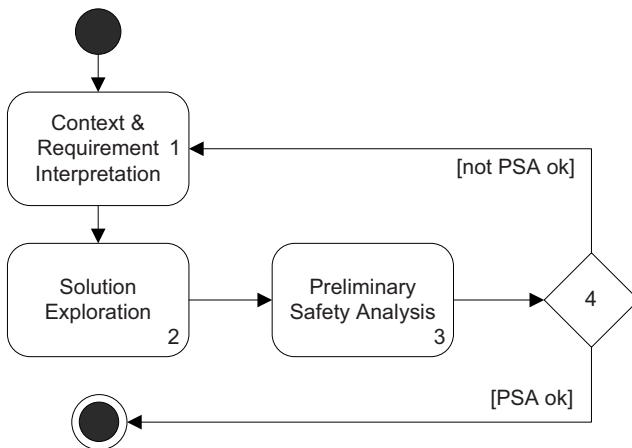 Context &
Requirement 1
Interpretation
[not PSA ok]
Solution
Exploration
2
Preliminary
Safety Analysis
3
4
[PSA ok]